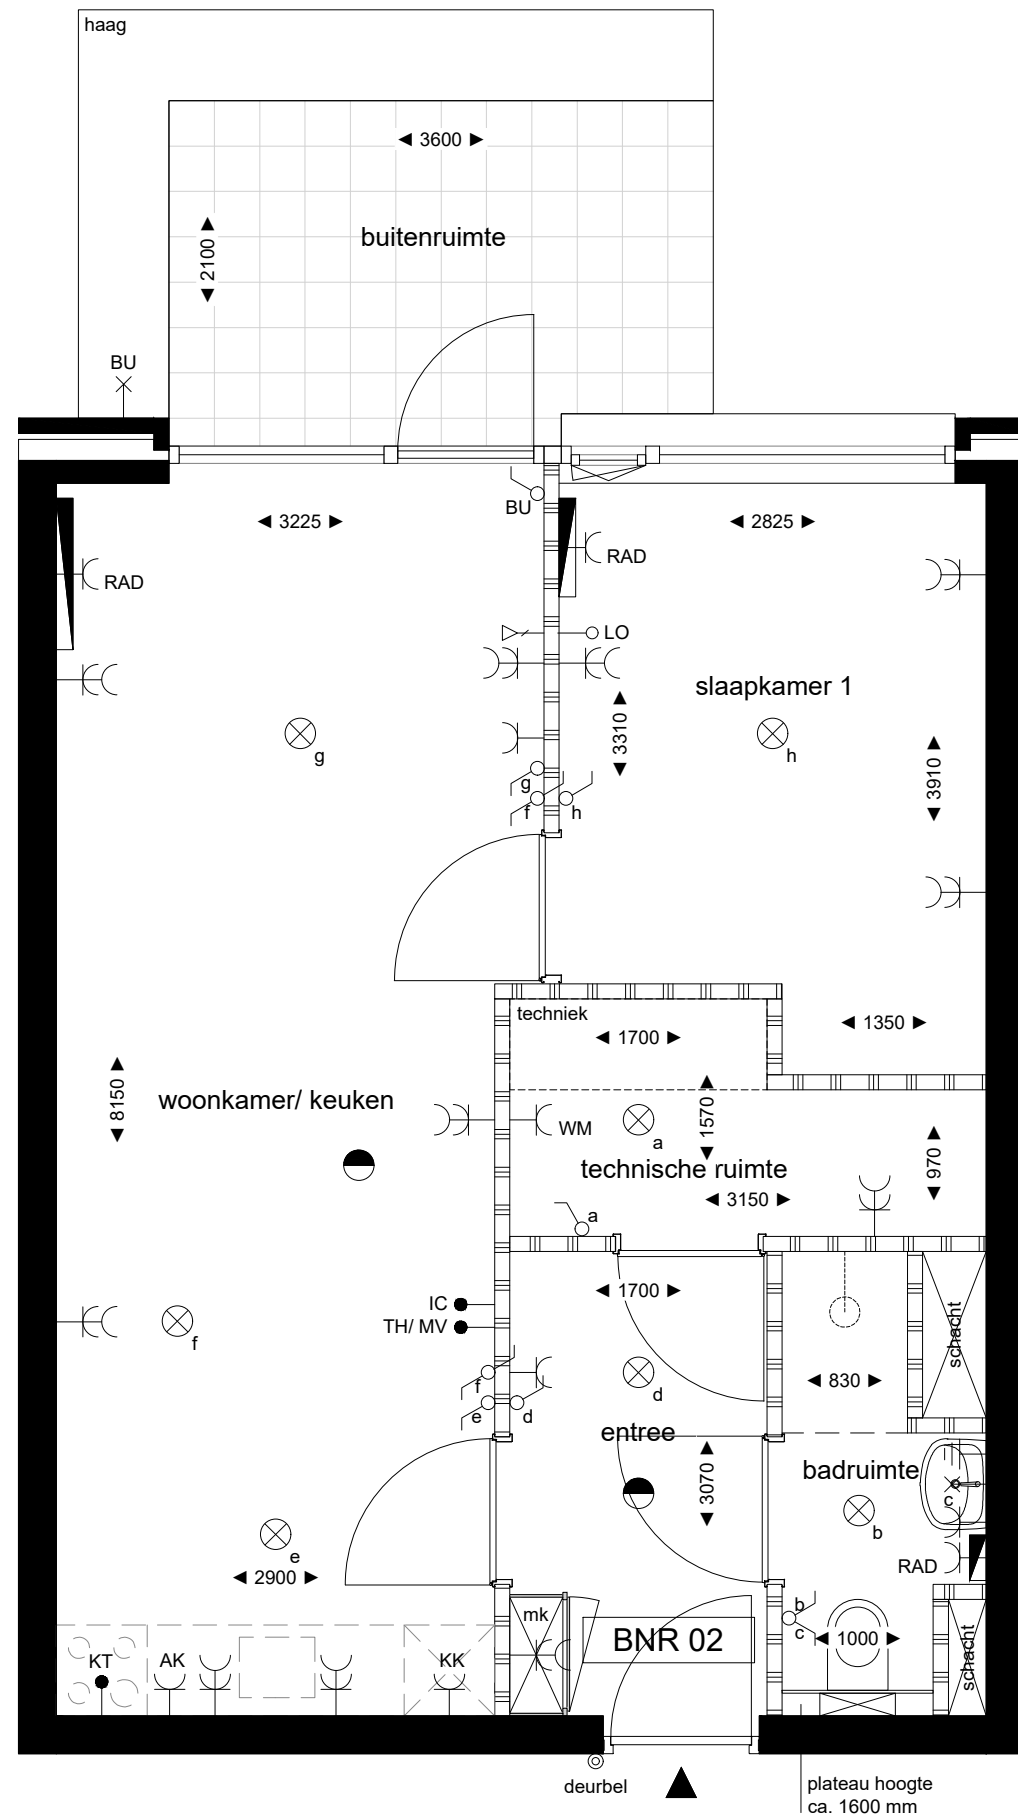 haag
3600
2100
buitenruimte
BU
BU
3225
2825
RAD
RAD
LO
slaapkamer 1
3310
g
h
3910
g
f
h
techniek
1700
1350
8150
woonkamer/ keuken
1570
WM
a
970
technische ruimte
3150
a
1700
IC
TH/ MV
schacht
f
f
830
d
e
d
entree
3070
badruimte
c
b
e
RAD
2900
mk
b
c
BNR 02
1000
KT
AK
KK
schacht
deurbel
plateau hoogte
ca. 1600 mm